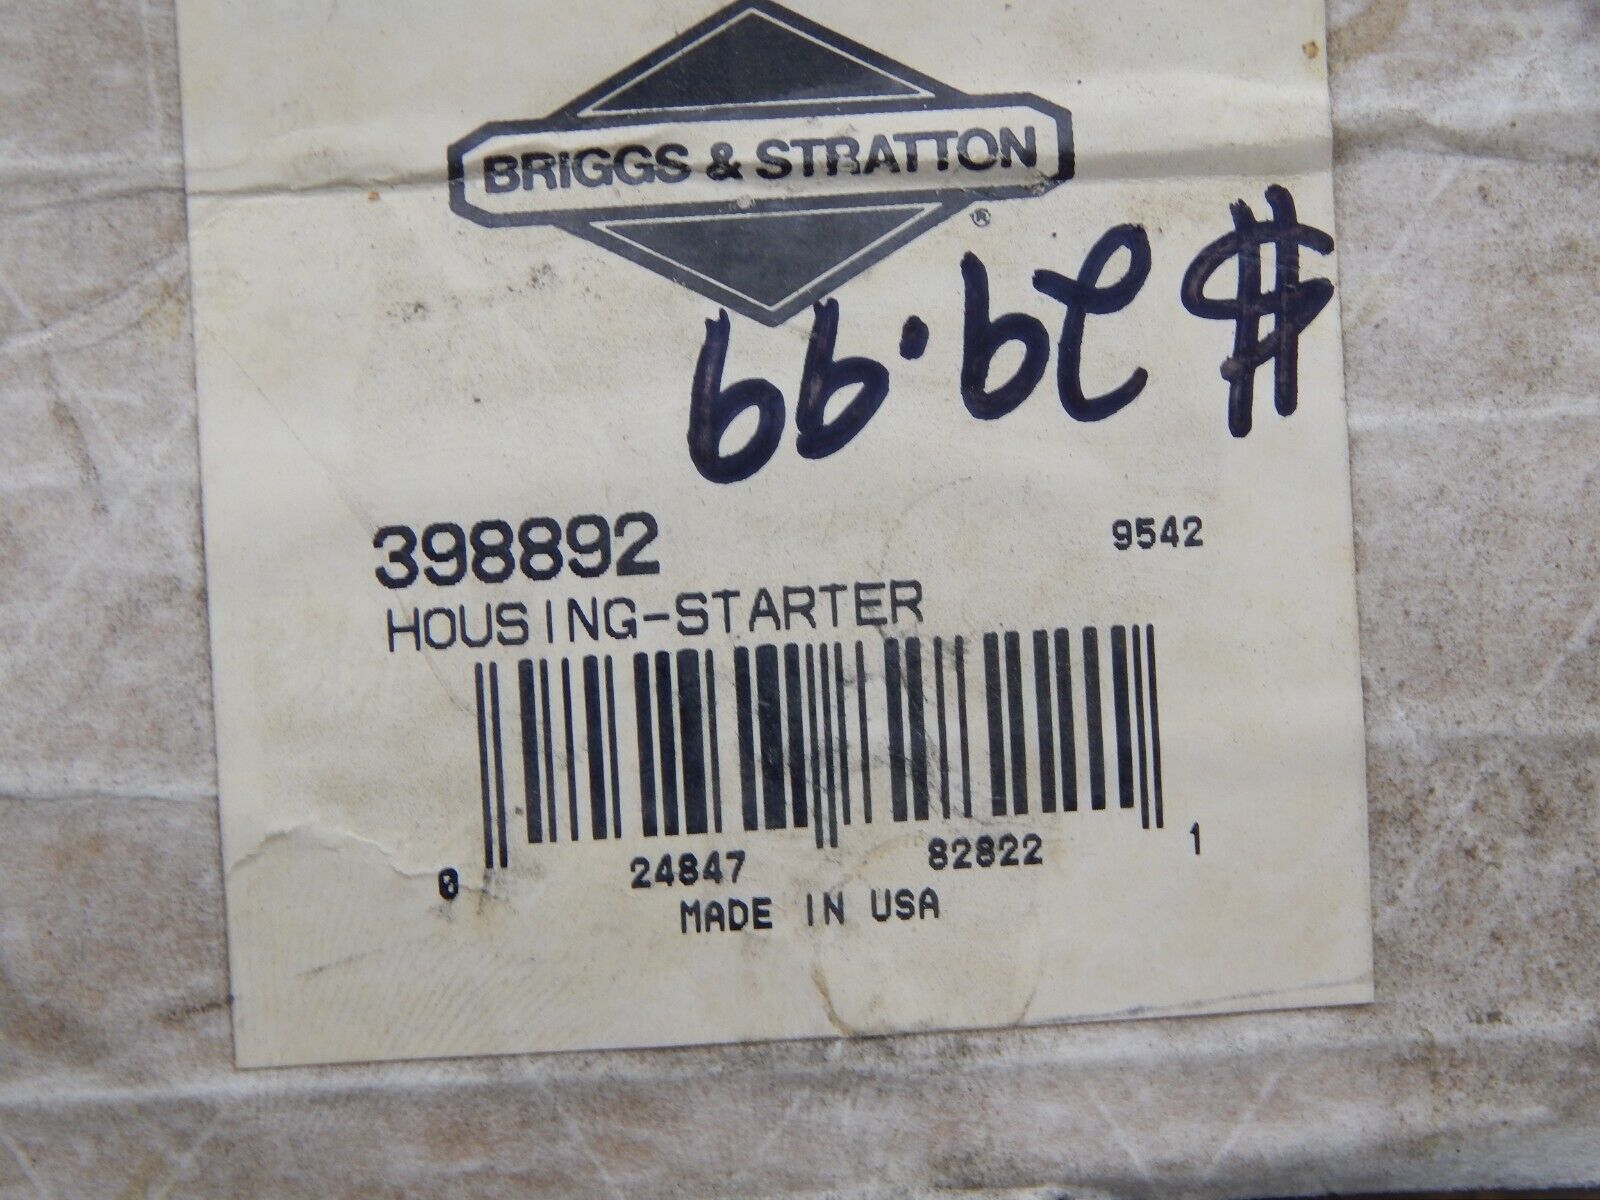 BRIGGS & STRATTON
®
$29.99
398892
9542
HOUSING-STARTER
0 24847 82822 1
MADE IN USA